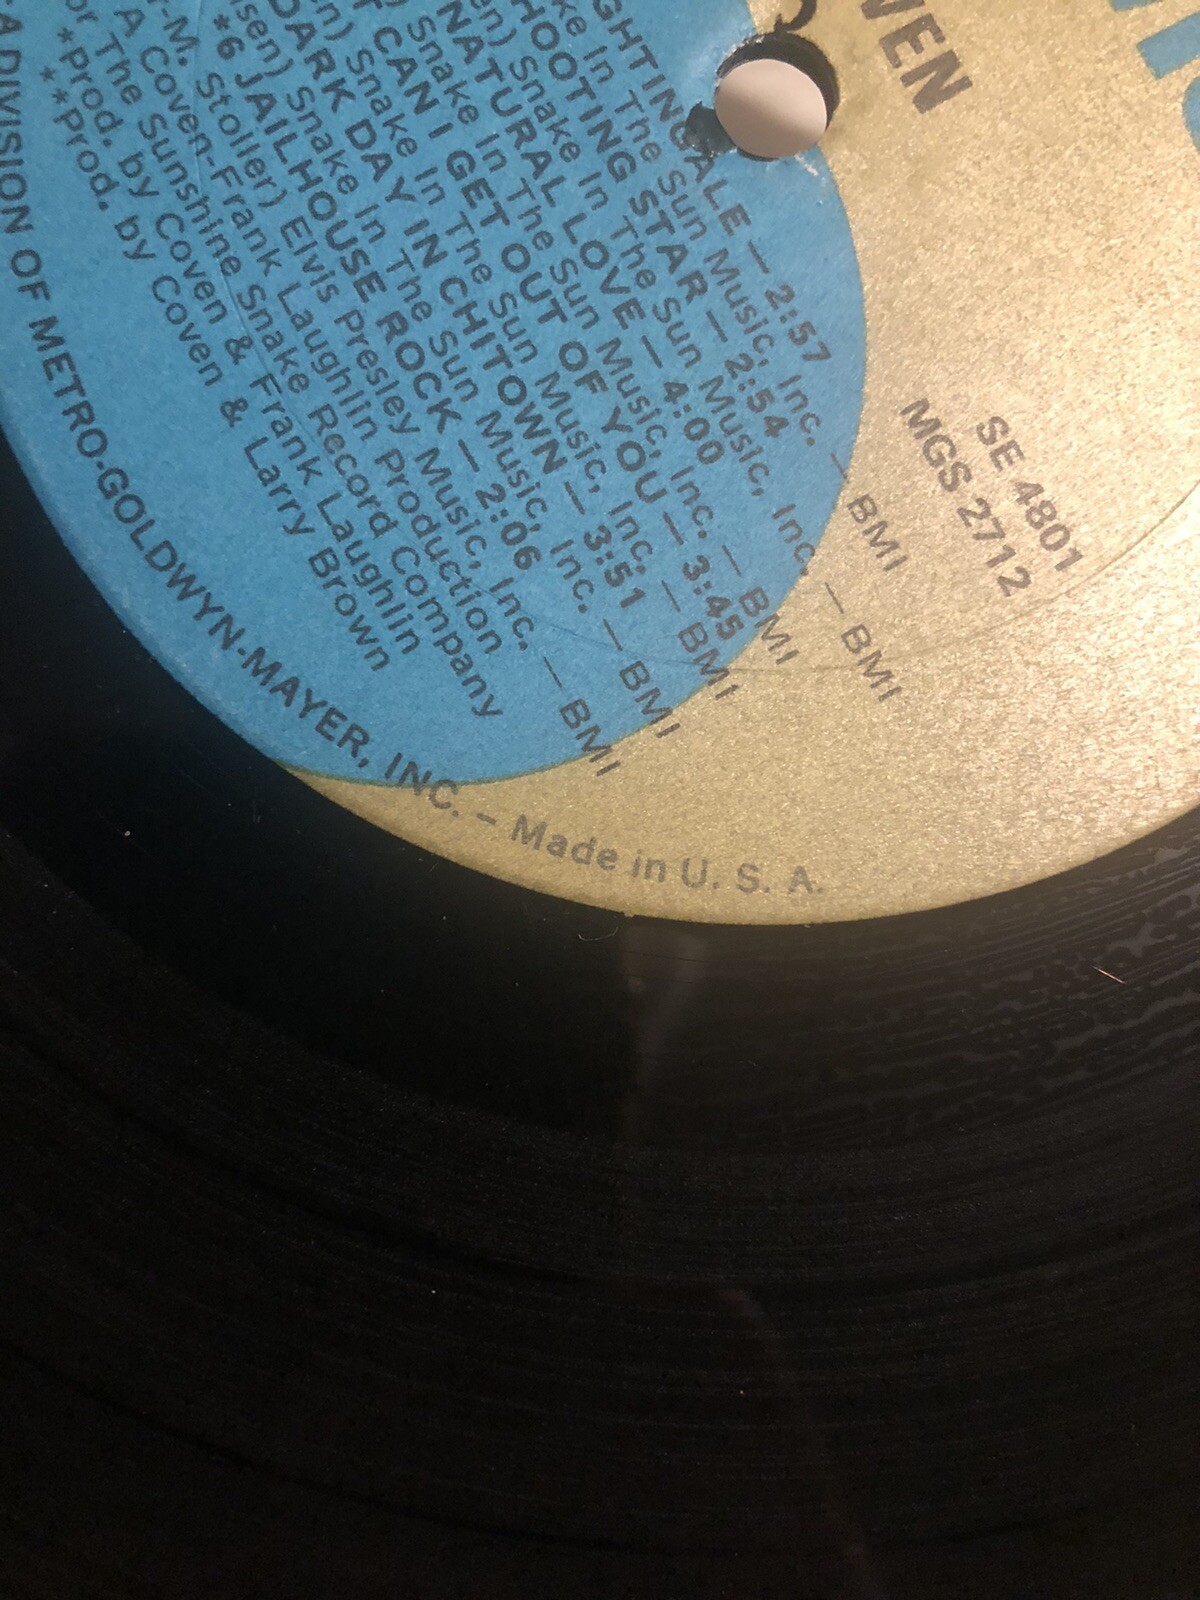 VEN
SE 4801
MGS 2712
GHTINGALE — 2:57
ke In The Sun Music, Inc. — BMI
HOOTING STAR — 2:54
en) Snake In The Sun Music, Inc. — BMI
NATURAL LOVE — 4:00
) Snake In The Sun Music, Inc. — BMI
T CAN I GET OUT OF YOU — 3:45
en) Snake In The Sun Music, Inc. — BMI
DARK DAY IN CHITOWN — 3:51
sen) Snake In The Sun Music, Inc. — BMI
*6 JAILHOUSE ROCK — 2:06
r-M. Stoller) Elvis Presley Music, Inc. — BMI
A Coven-Frank Laughlin Production
or The Sunshine Snake Record Company
*Prod. by Coven & Frank Laughlin
**Prod. by Coven & Larry Brown
A DIVISION OF METRO-GOLDWYN-MAYER, INC. – Made in U. S. A.